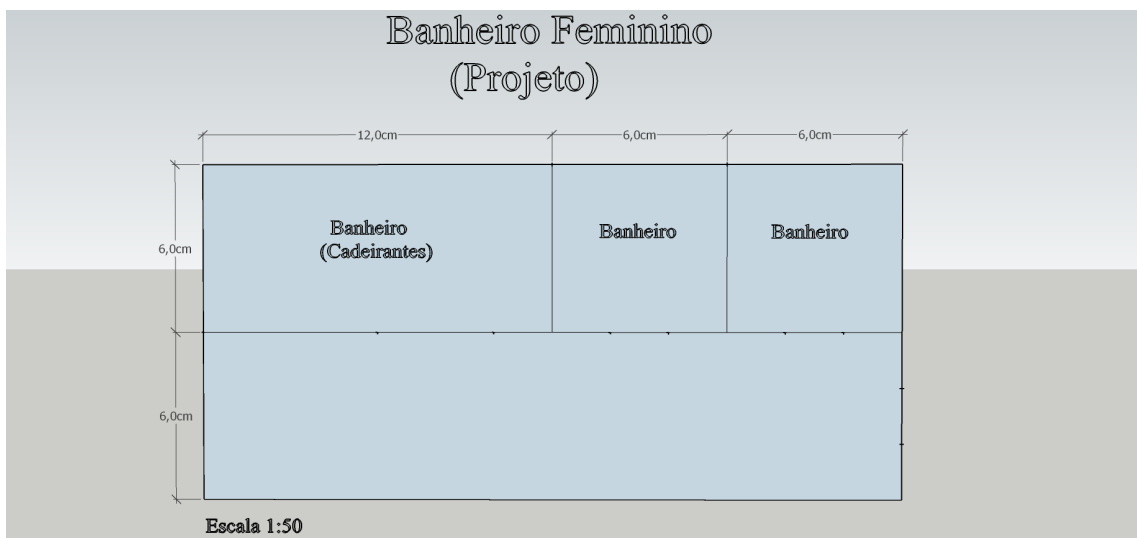 Banheiro Feminino
(Projeto)
12,0cm
6,0cm
6,0cm
6,0cm
Banheiro
(Cadeirantes)
Banheiro
Banheiro
6,0cm
Escala 1:50